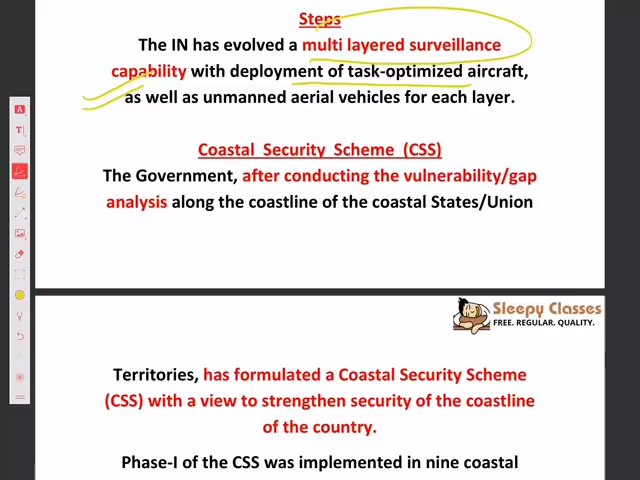 Steps
The IN has evolved a multi layered surveillance
capability with deployment of task-optimized aircraft,
as well as unmanned aerial vehicles for each layer.
Coastal Security Scheme (CSS)
The Government, after conducting the vulnerability/gap
analysis along the coastline of the coastal States/Union
Sleepy Classes
FREE. REGULAR. QUALITY.
Territories, has formulated a Coastal Security Scheme
(CSS) with a view to strengthen security of the coastline
of the country.
Phase-I of the CSS was implemented in nine coastal